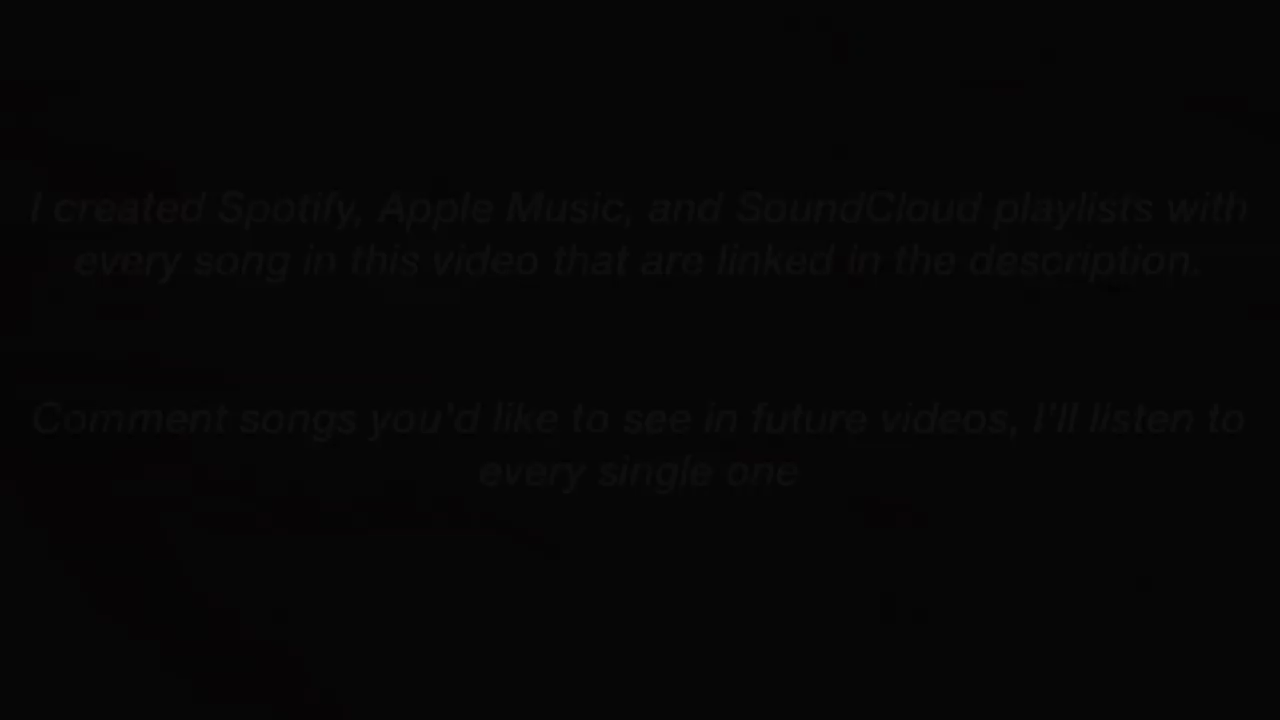 I created Spotify, Apple Music, and SoundCloud playlists with
every song in this video that are linked in the description.
Comment songs you'd like to see in future videos, I'll listen to
every single one